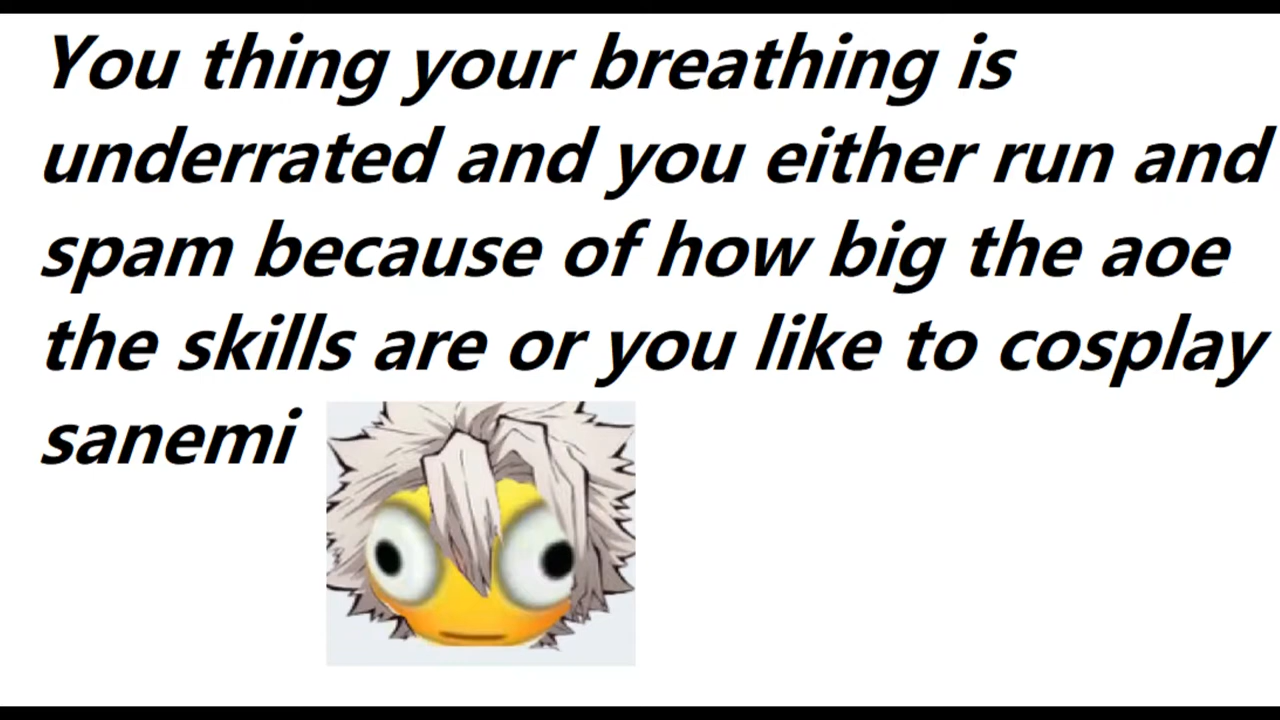 You thing your breathing is
underrated and you either run and
spam because of how big the aoe
the skills are or you like to cosplay
sanemi